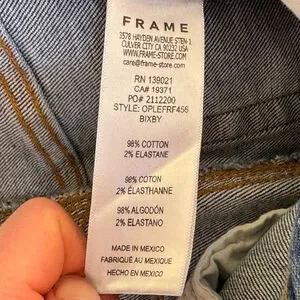 FRAME
3578 HAYDEN AVENUE STEN-1
CULVER CITY CA 90232 USA
WWW.FRAME-STORE.COM
care@frame-store.com
RN 139021
CA# 19371
PO# 2112200
STYLE: OPLEFRF456
BIXBY
98% COTTON
2% ELASTANE
98% COTON
2% ÉLASTHANNE
98% ALGODÓN
2% ELASTANO
MADE IN MEXICO
FABRIQUÉ AU MEXIQUE
HECHO EN MEXICO